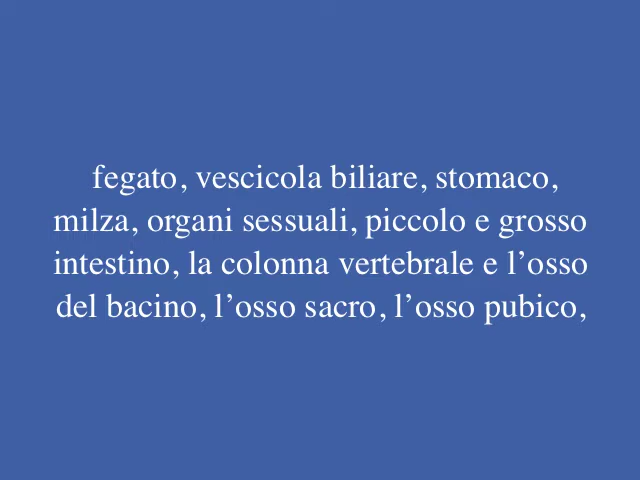 fegato, vescicola biliare, stomaco,
milza, organi sessuali, piccolo e grosso
intestino, la colonna vertebrale e l’osso
del bacino, l’osso sacro, l’osso pubico,